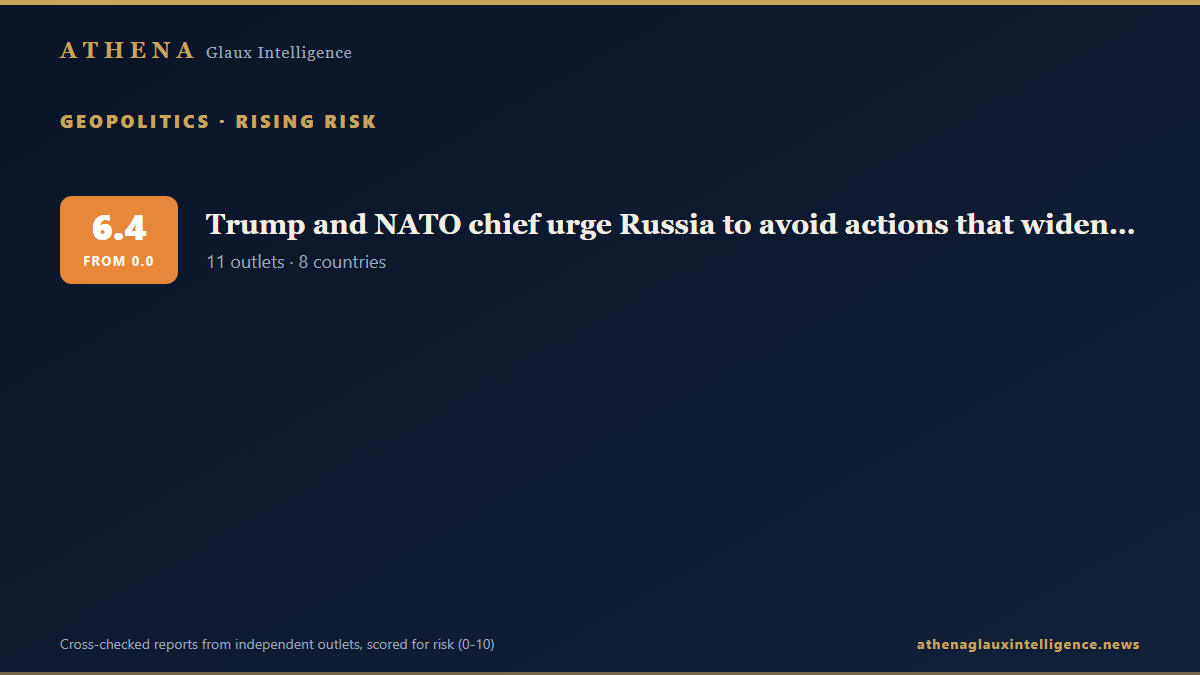 ATHENA Glaux Intelligence
GEOPOLITICS · RISING RISK
6.4
FROM 0.0
Trump and NATO chief urge Russia to avoid actions that widen...
11 outlets · 8 countries
Cross-checked reports from independent outlets, scored for risk (0-10)
athenaglauxintelligence.news